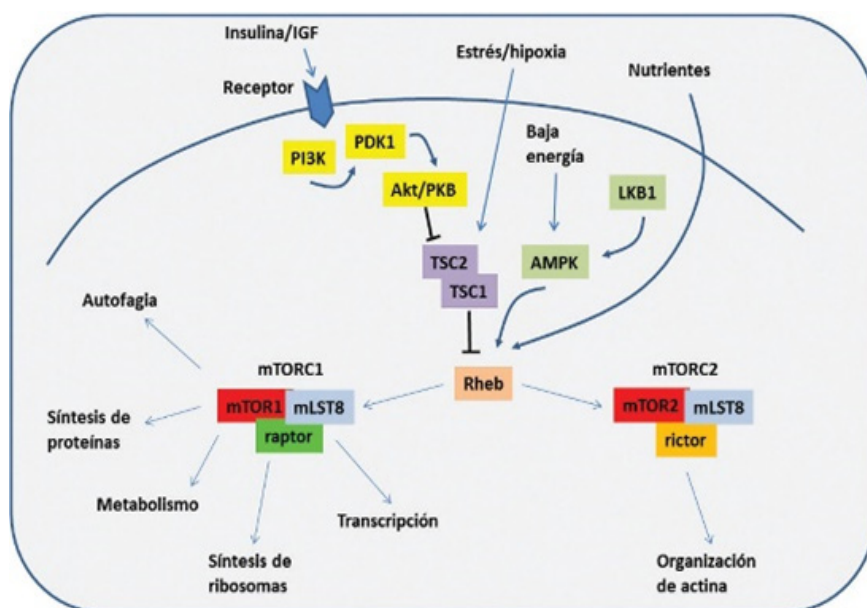 Insulina/IGF
Estrés/hipoxia
Nutrientes
Receptor
PI3K
PDK1
Akt/PKB
Baja
energía
LKB1
TSC2
TSC1
AMPK
Autofagia
mTORC1
Rheb
mTORC2
mTOR1
mLST8
raptor
mTOR2
mLST8
rictor
Síntesis de
proteínas
Metabolismo
Síntesis de
ribosomas
Transcripción
Organización
de actina